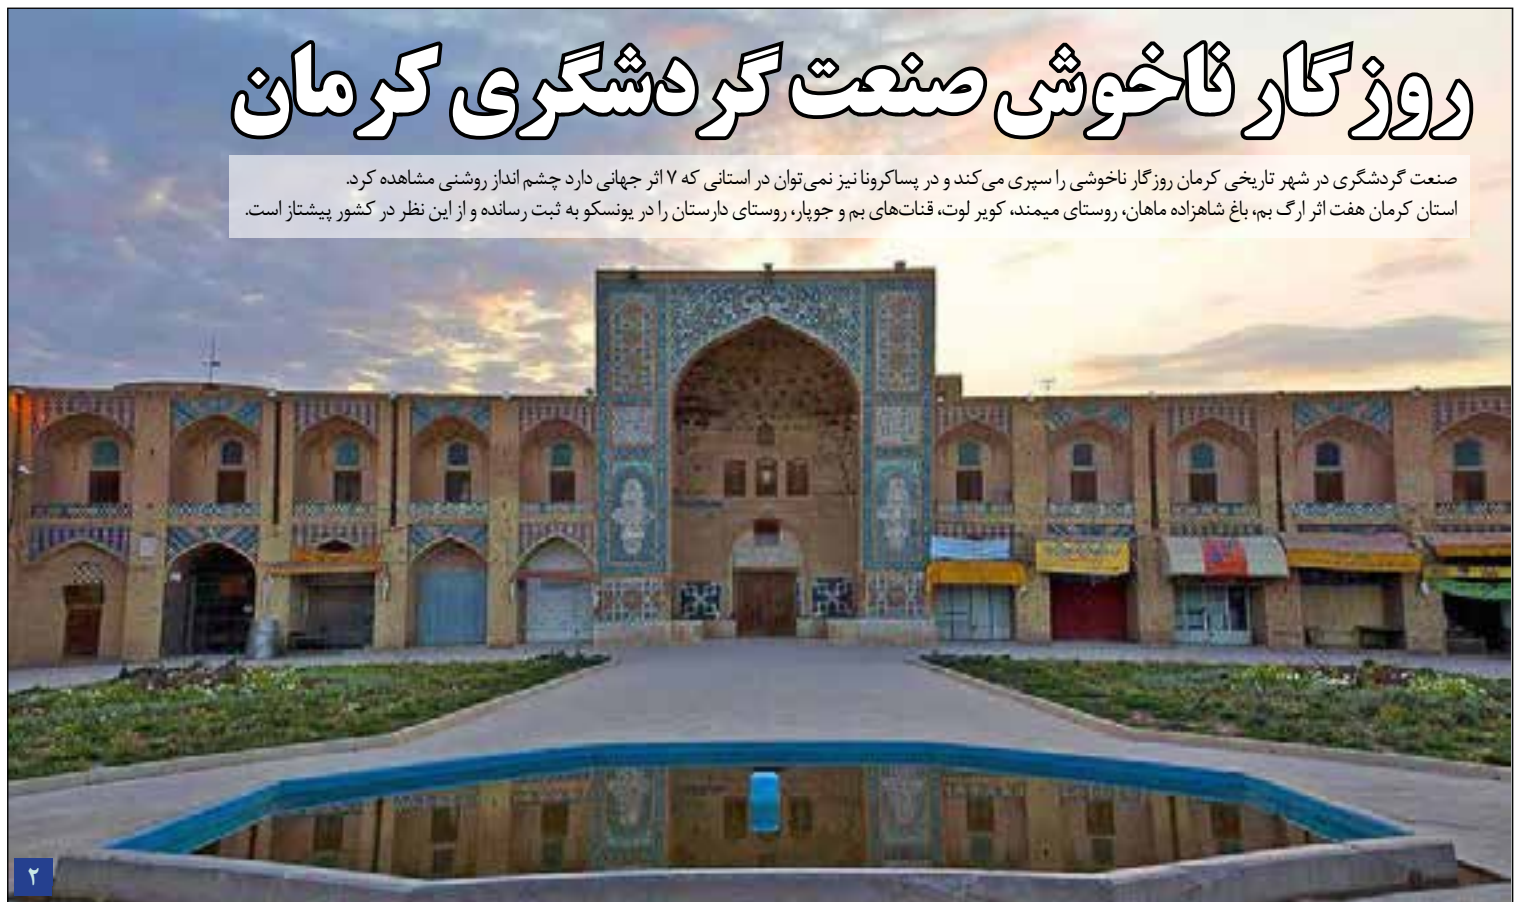 روزگار ناخوش صنعت گردشگری کرمان
صنعت گردشگری در شهر تاریخی کرمان روزگار ناخوشی را سپری می‌کند و در پساکرونا نیز نمی‌توان در استانی که ۷ اثر جهانی دارد چشم انداز روشنی مشاهده کرد.
استان کرمان هفت اثر ارگ بم، باغ شاهزاده ماهان، روستای میمند، کویر لوت، قنات‌های بم و جوپار، روستای دارستان را در یونسکو به ثبت رسانده و از این نظر در کشور پیشتاز است.
۲